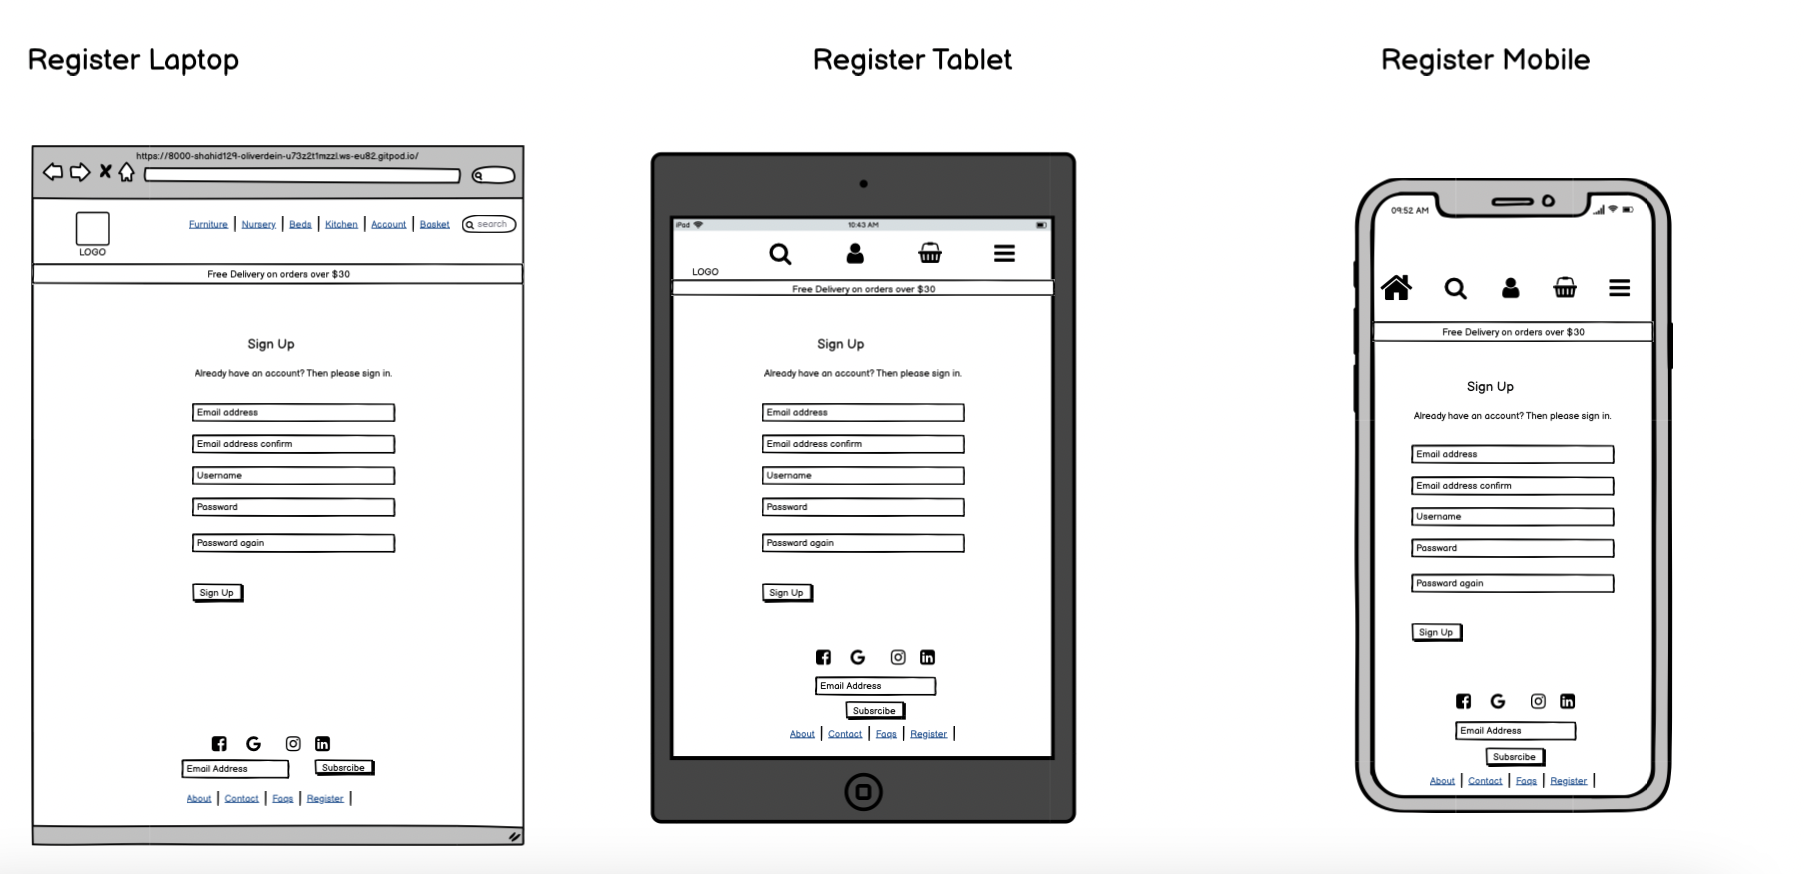 Register Laptop
https://8000-shahid129-oliverdein-u73z2t1mzzl.ws-eu82.gitpod.io/
Furniture Nursery Beds Kitchen Account Basket search
LOGO
Free Delivery on orders over $30
Sign Up
Already have an account? Then please sign in.
Email address
Email address confirm
Username
Password
Password again
Sign Up
Email Address Subsrcibe
About Contact Faqs Register
Register Tablet
iPad 10:43 AM
LOGO
Free Delivery on orders over $30
Sign Up
Already have an account? Then please sign in.
Email address
Email address confirm
Username
Password
Password again
Sign Up
Email Address
Subsrcibe
About Contact Faqs Register
Register Mobile
09:52 AM
Free Delivery on orders over $30
Sign Up
Already have an account? Then please sign in.
Email address
Email address confirm
Username
Password
Password again
Sign Up
Email Address
Subsrcibe
About Contact Faqs Register